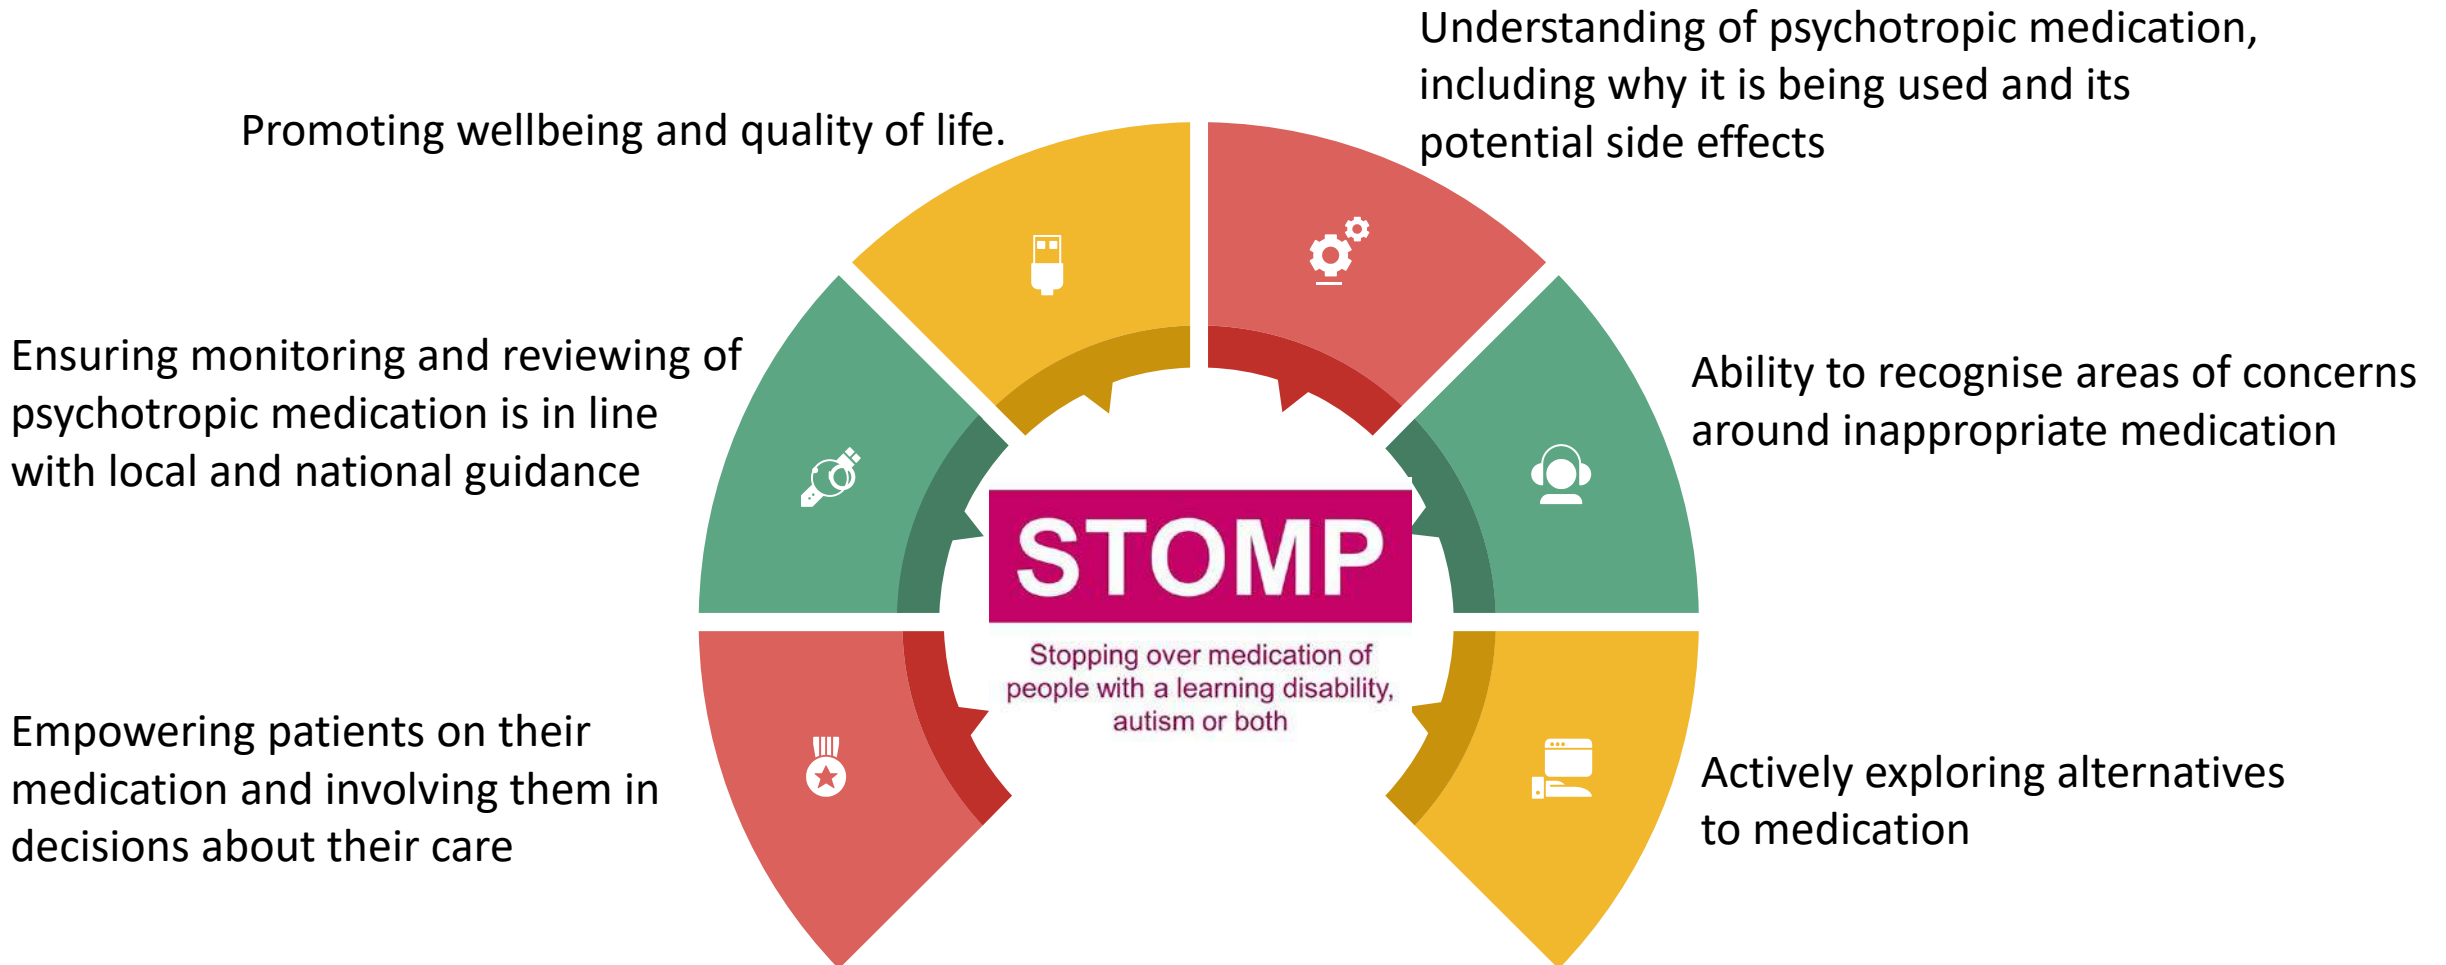 Understanding of psychotropic medication,
including why it is being used and its
potential side effects
Promoting wellbeing and quality of life.
Ensuring monitoring and reviewing of
psychotropic medication is in line
with local and national guidance
Ability to recognise areas of concerns
around inappropriate medication
STOMP
Stopping over medication of
people with a learning disability,
autism or both
Empowering patients on their
medication and involving them in
decisions about their care
Actively exploring alternatives
to medication